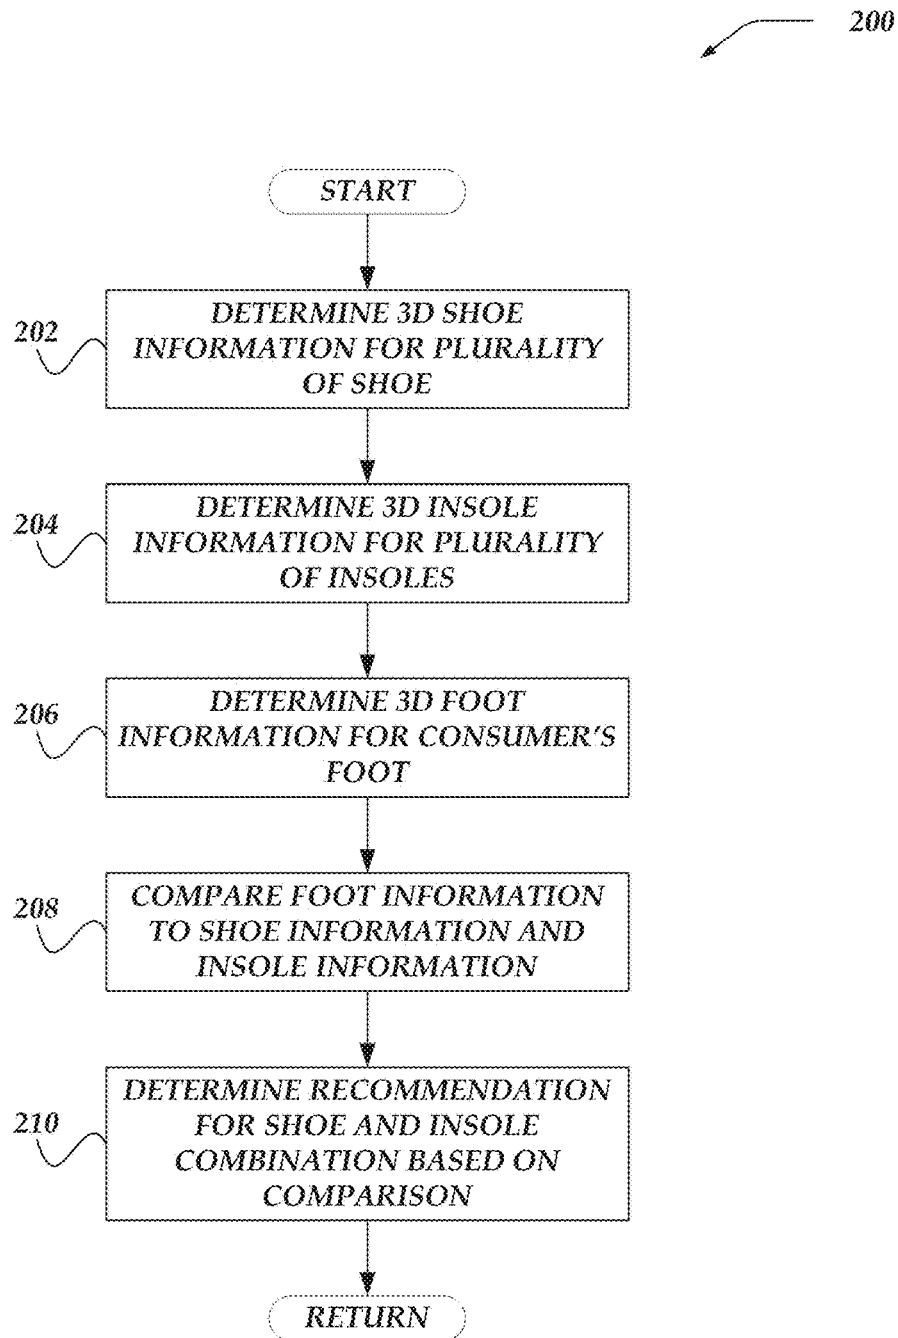 200
START
202
DETERMINE 3D SHOE
INFORMATION FOR PLURALITY
OF SHOE
204
DETERMINE 3D INSOLE
INFORMATION FOR PLURALITY
OF INSOLES
206
DETERMINE 3D FOOT
INFORMATION FOR CONSUMER'S
FOOT
208
COMPARE FOOT INFORMATION
TO SHOE INFORMATION AND
INSOLE INFORMATION
210
DETERMINE RECOMMENDATION
FOR SHOE AND INSOLE
COMBINATION BASED ON
COMPARISON
RETURN